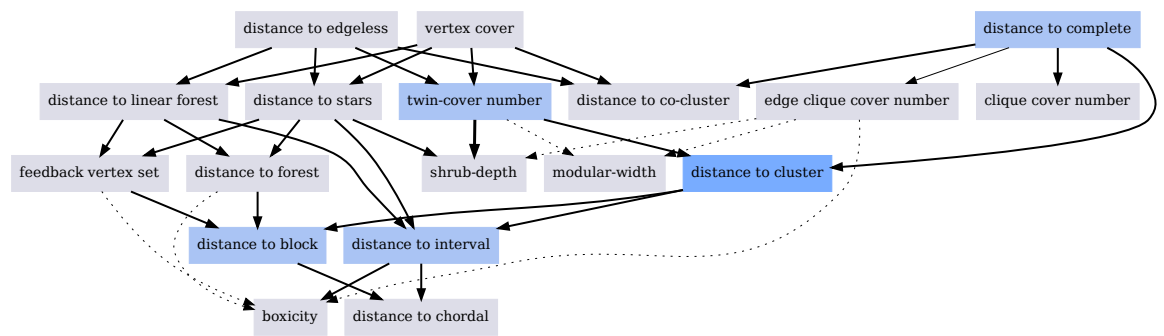 distance to edgeless
vertex cover
distance to complete
distance to linear forest
distance to stars
twin-cover number
distance to co-cluster
edge clique cover number
clique cover number
feedback vertex set
distance to forest
shrub-depth
modular-width
distance to cluster
distance to block
distance to interval
boxicity
distance to chordal